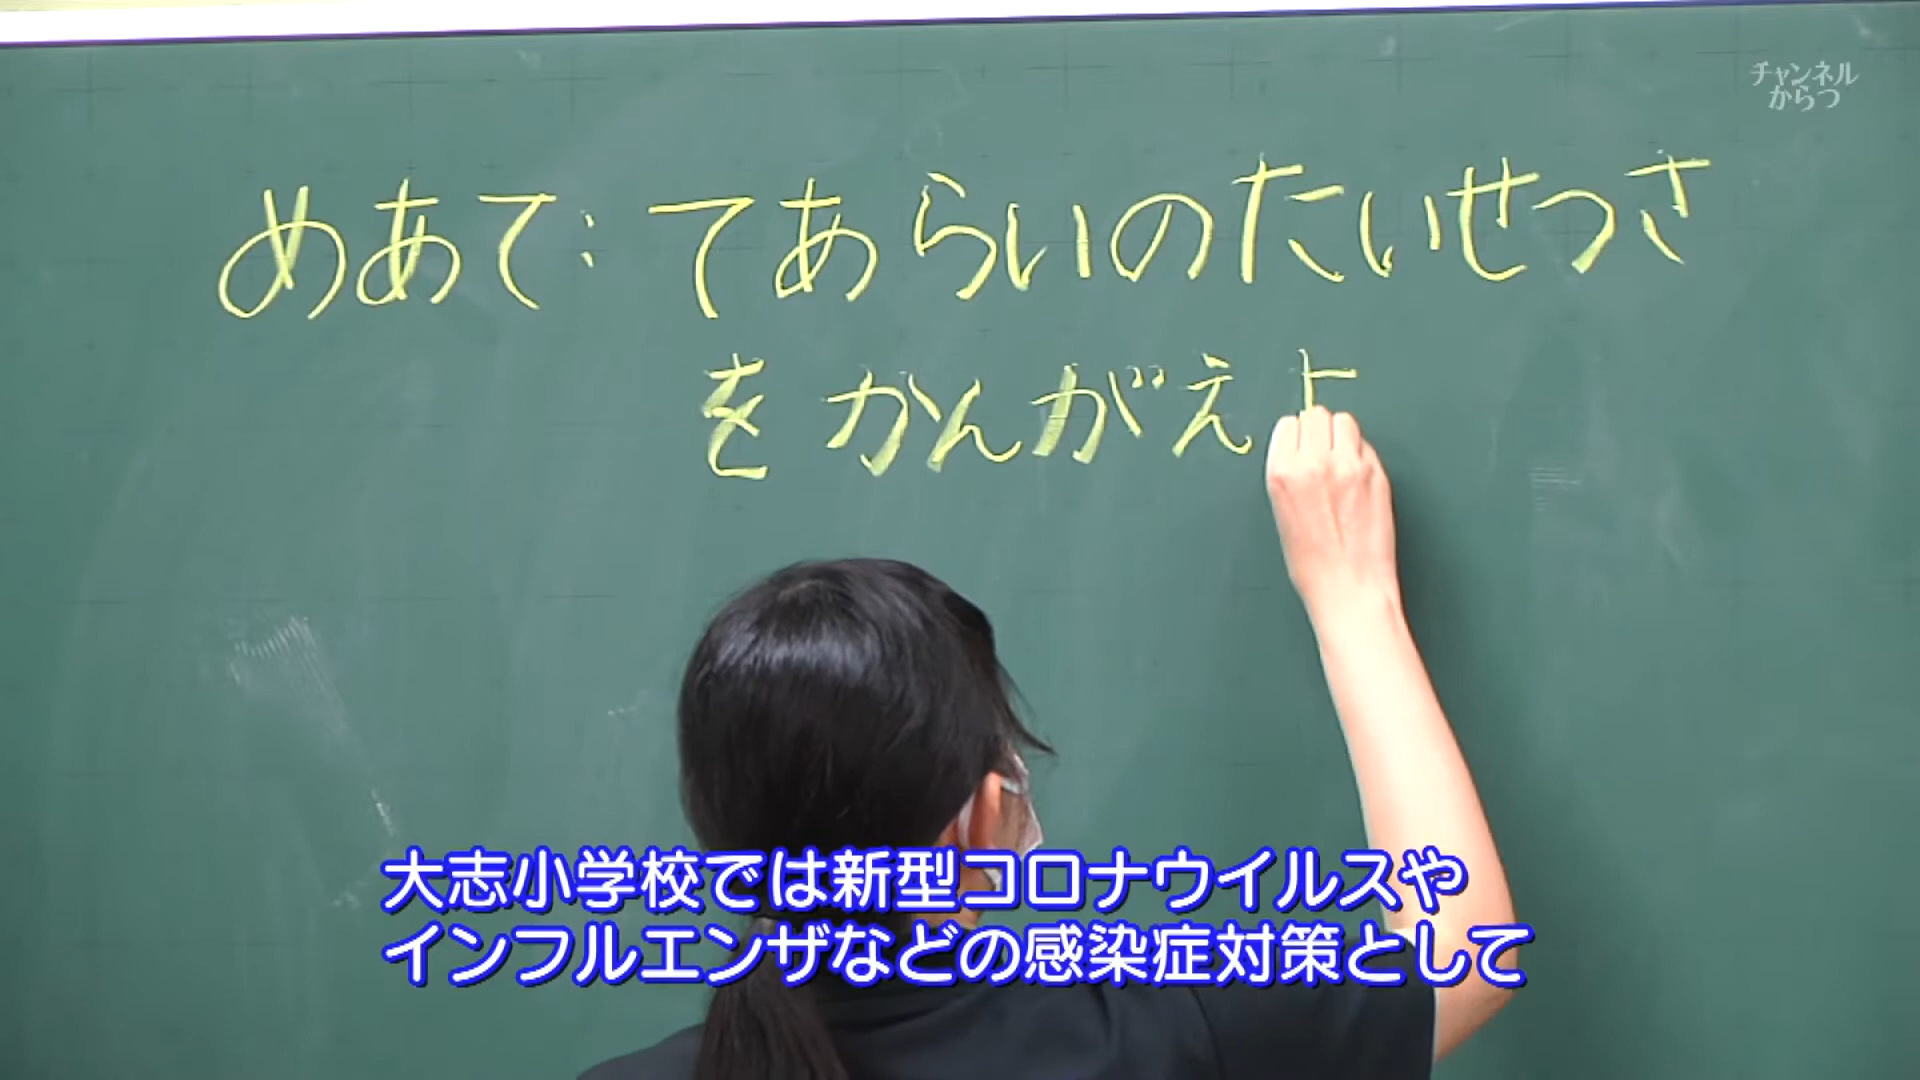 チャンネル
からつ
めあて：てあらいのたいせつさ
をかんがえよ
大志小学校では新型コロナウイルスや
インフルエンザなどの感染症対策として